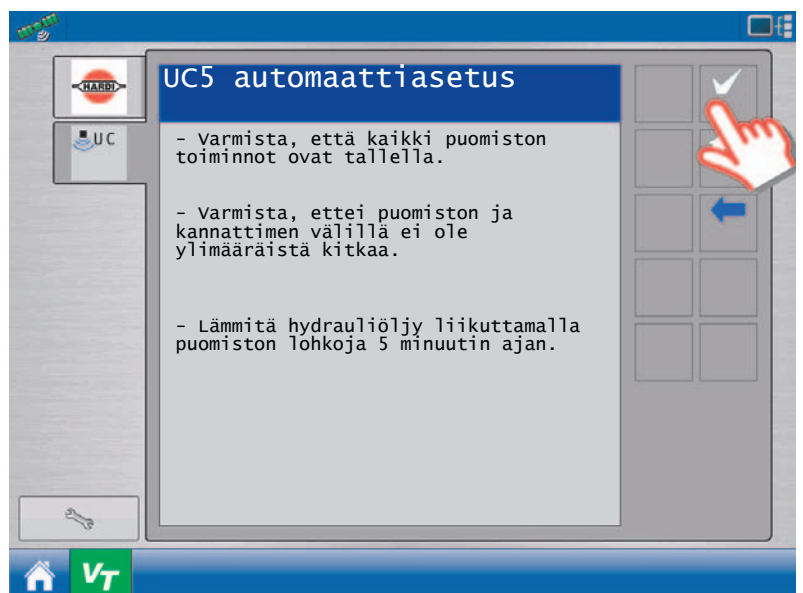 HARDI
UC5 automaattiasetus
UC
- Varmista, että kaikki puomiston
toiminnot ovat tallella.
- Varmista, ettei puomiston ja
kannattimen välillä ei ole
ylimääräistä kitkaa.
- Lämmitä hydrauliöljy liikuttamalla
puomiston lohkoja 5 minuutin ajan.
VT